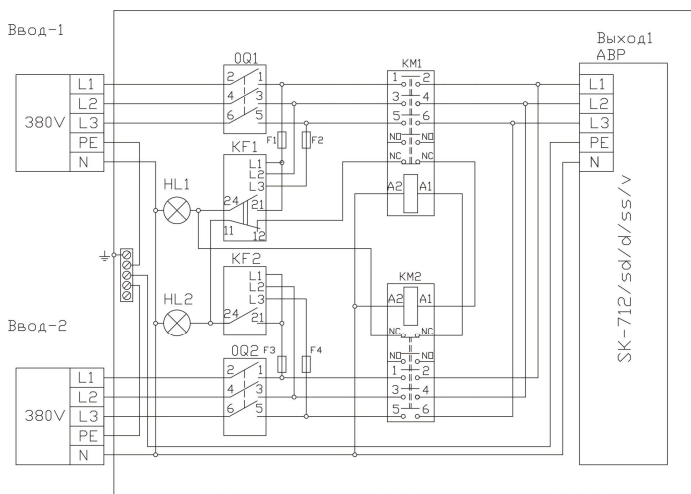 Ввод-1
0Q1
KM1
Выход1
АВР
380V
L1
L2
L3
PE
N
2
1
4
3
6
5
1
2
3
4
5
6
NO
NO
NC
NC
L1
L2
L3
PE
N
F1
F2
KF1
L1
L2
L3
24
21
11
12
HL1
A2
A1
SK-712/sd/d/ss/v
KF2
L1
L2
L3
24
21
HL2
KM2
A2
A1
NC
NC
NO
NO
1
2
3
4
5
6
Ввод-2
0Q2
F3
F4
380V
L1
L2
L3
PE
N
2
1
4
3
6
5